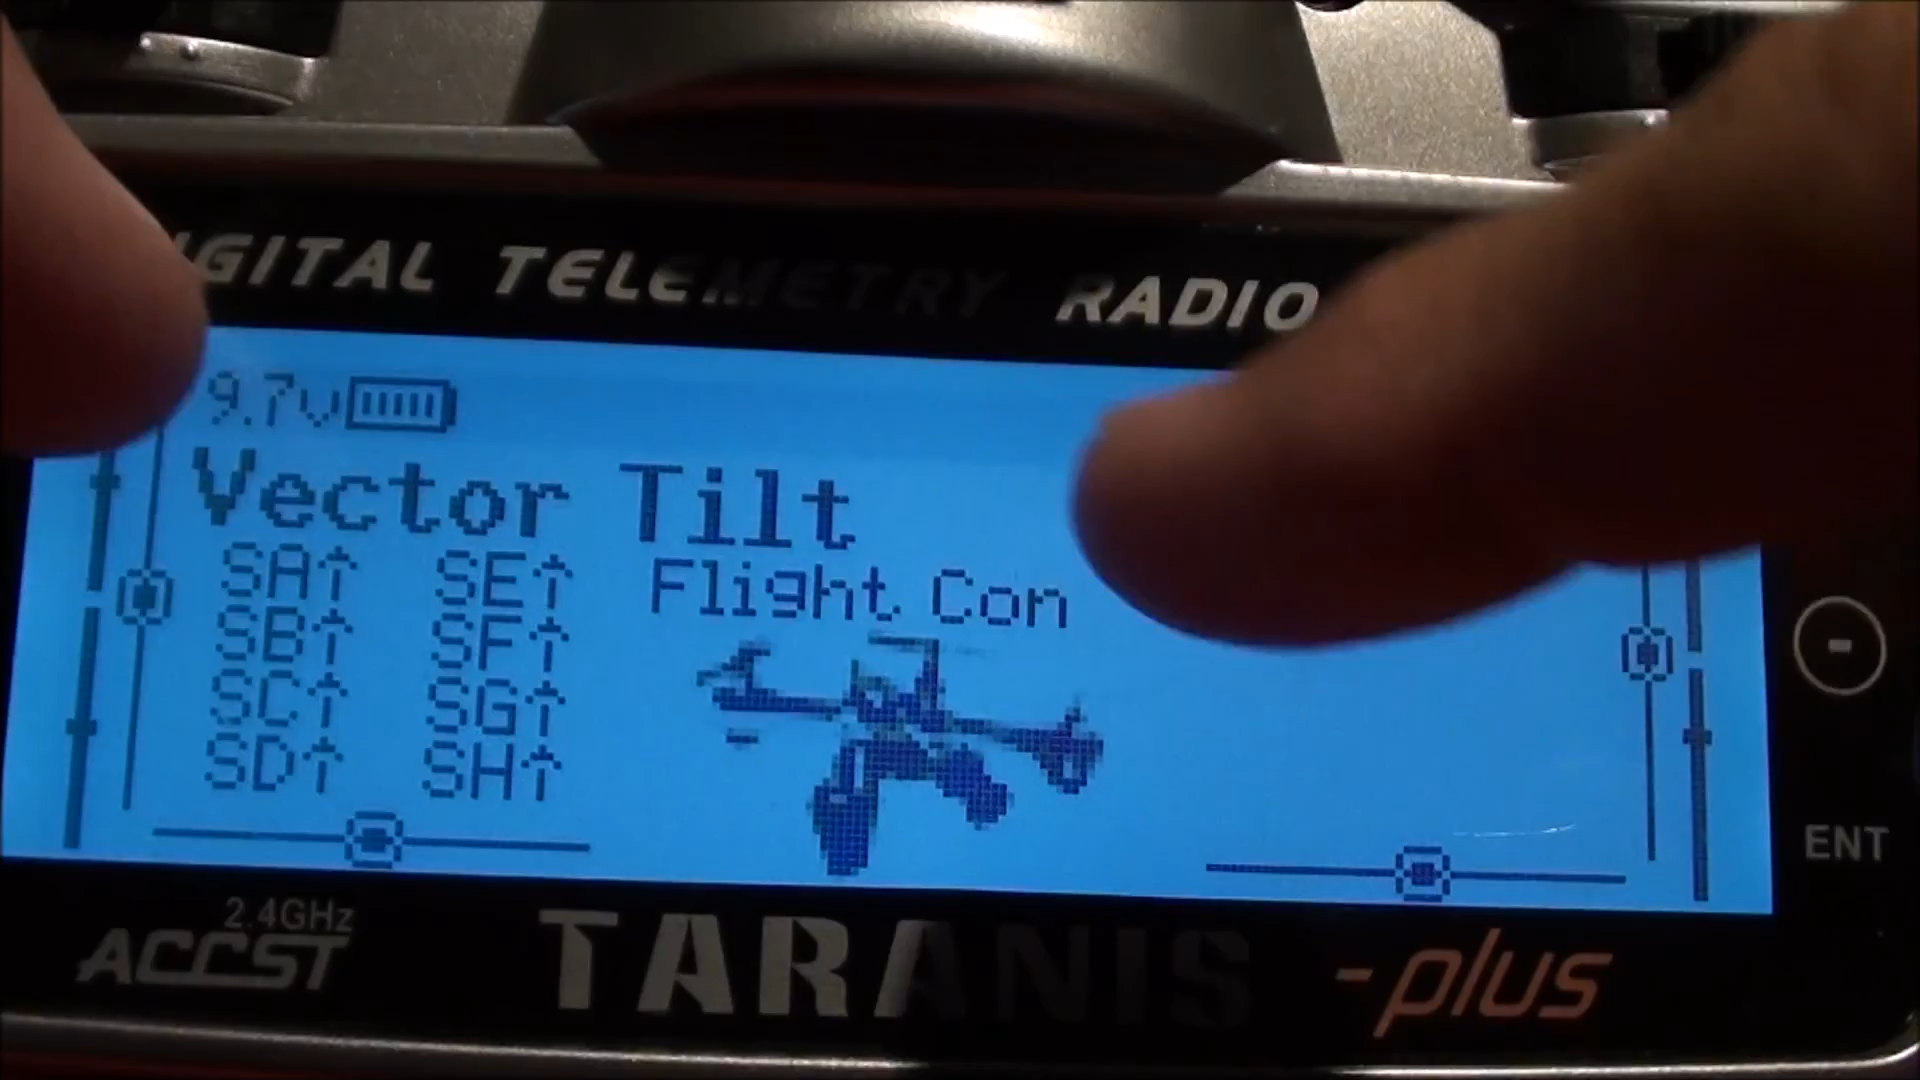 IGITAL TELEMETRY RADIO
9.7v
Vector Tilt
SA↑ SE↑ Flight Con
SB↑ SF↑
SC↑ SG↑
SD↑ SH↑
-
ENT
2.4GHz
ACCST
TARANIS -plus